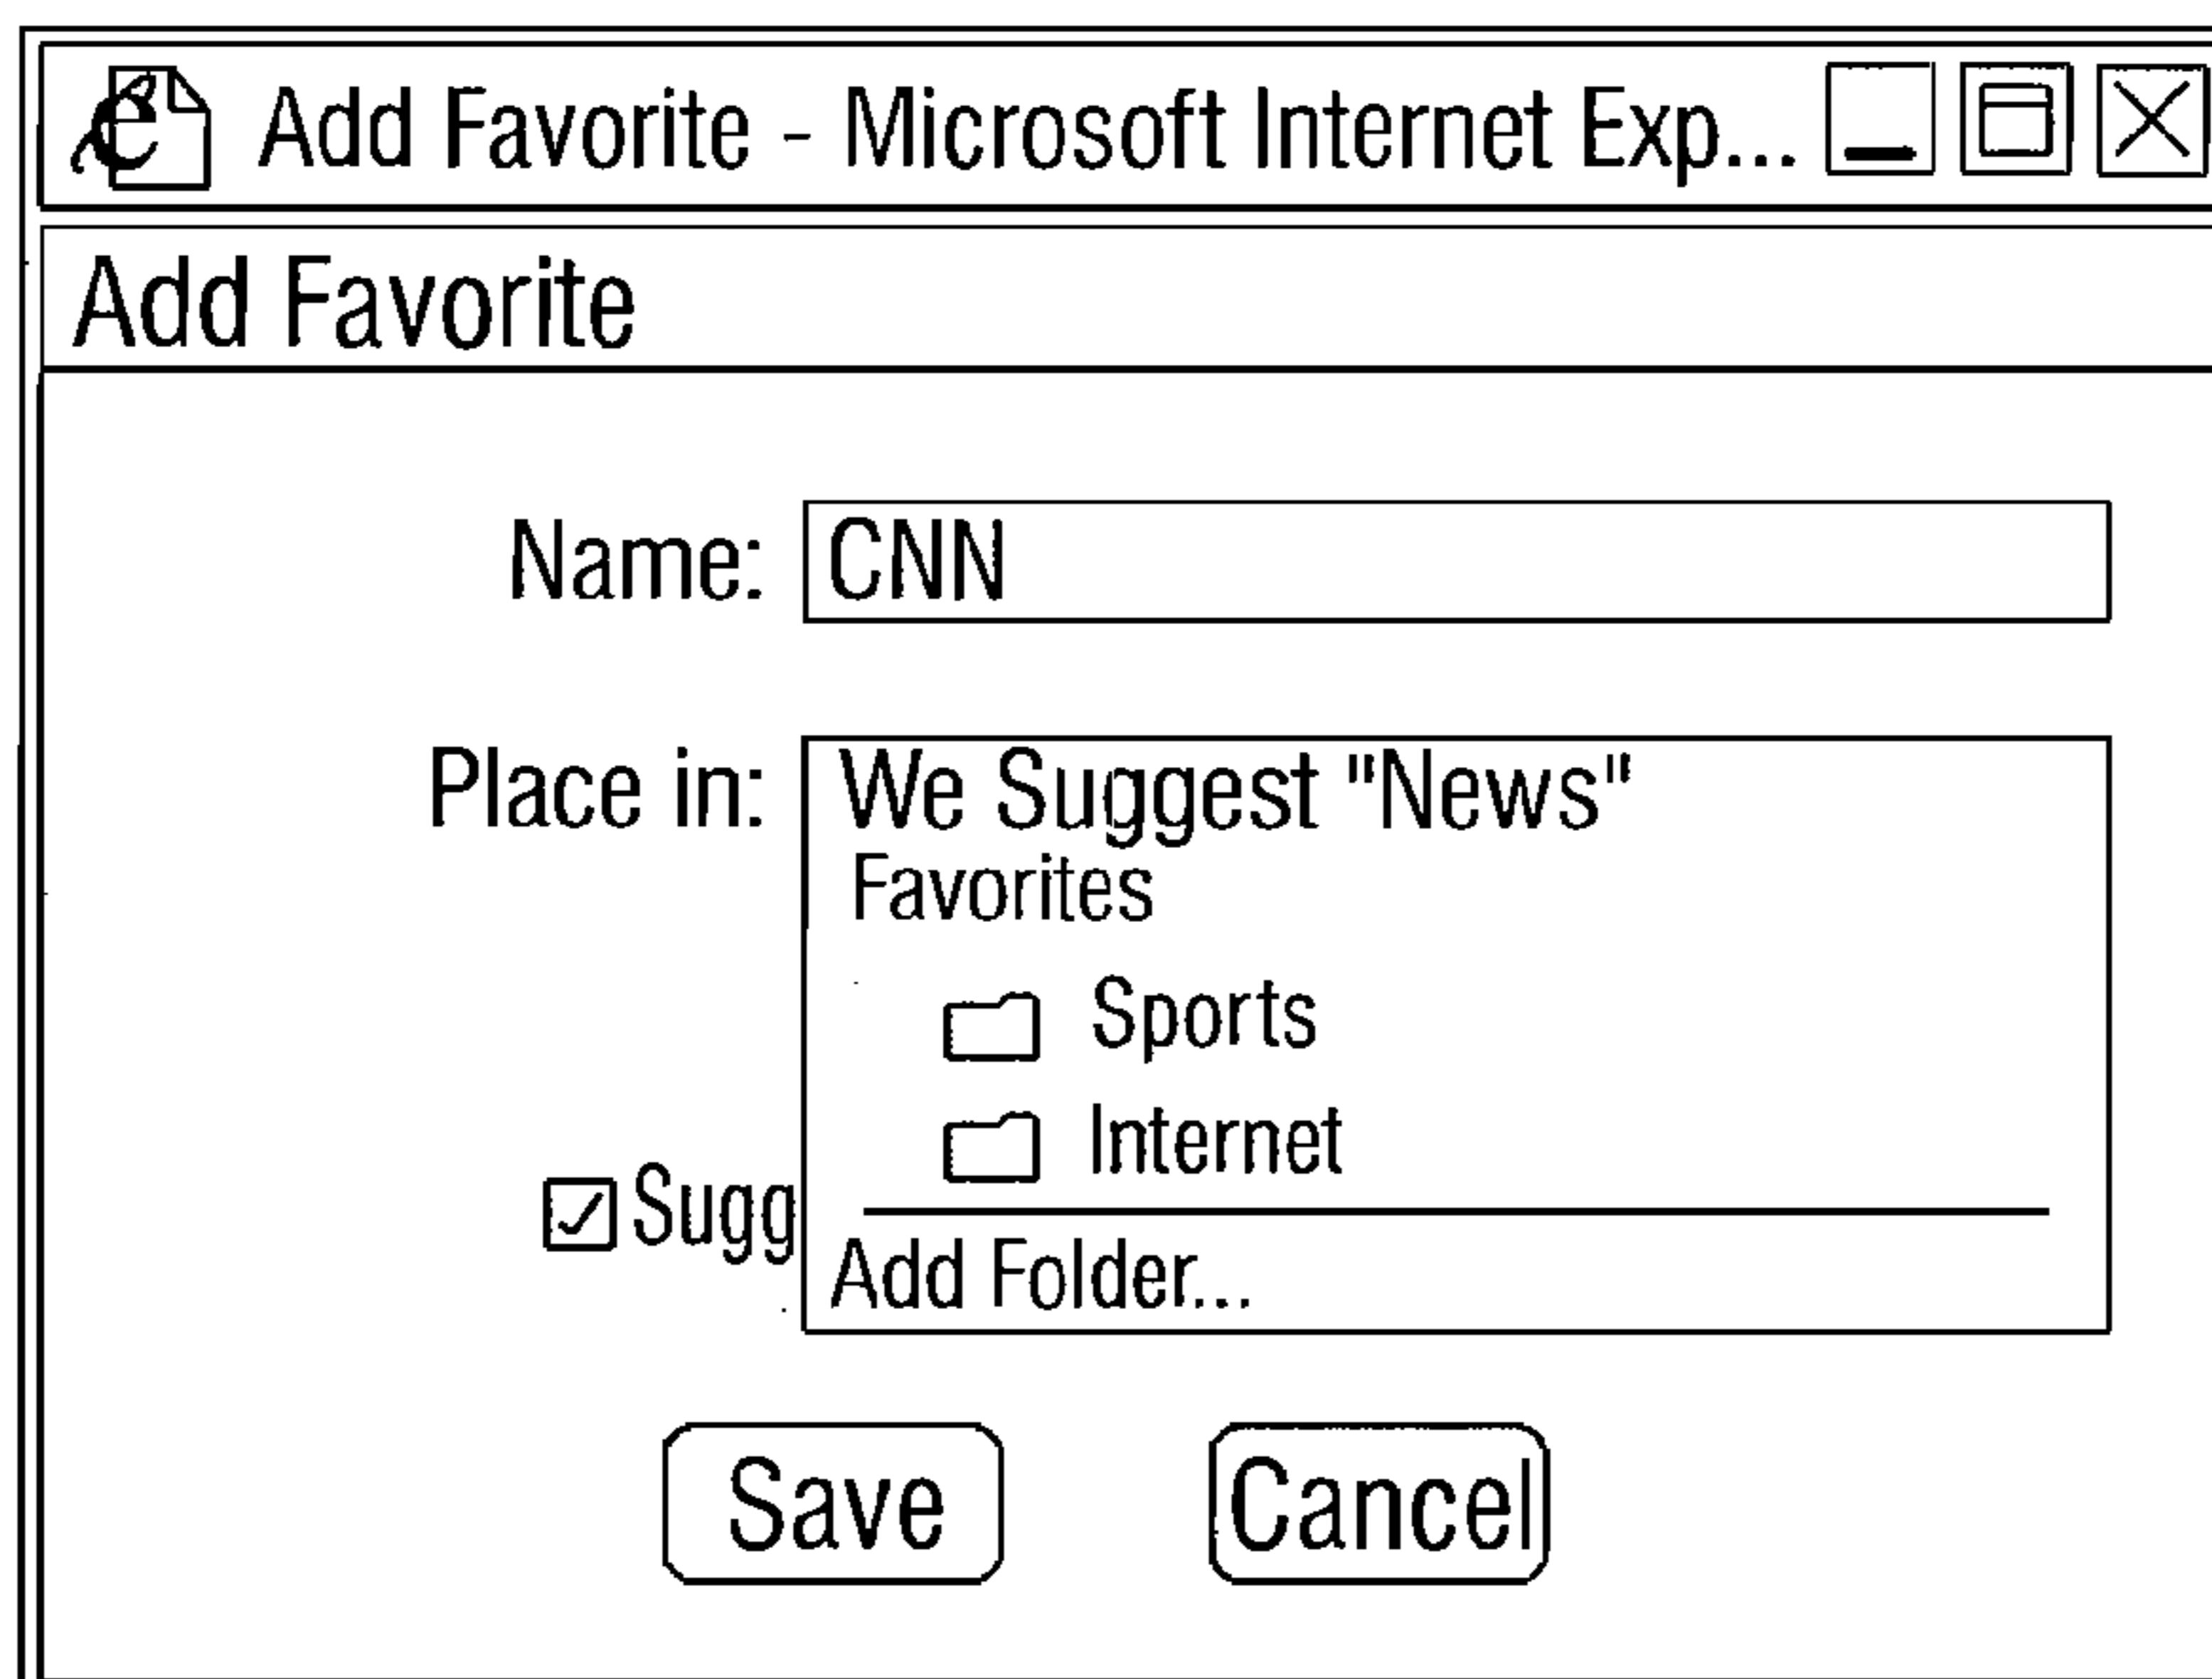 Add Favorite - Microsoft Internet Exp...
Add Favorite
Name: CNN
Place in: We Suggest "News"
Favorites
Sports
Internet
Sugg
Add Folder...
Save Cancel